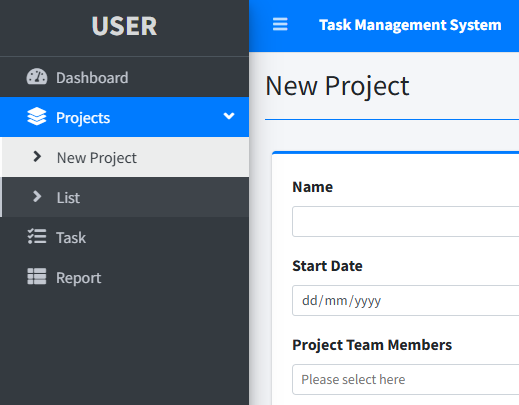 USER
Dashboard
Projects
New Project
List
Task
Report
Task Management System
New Project
Name
Start Date
dd/mm/yyyy
Project Team Members
Please select here